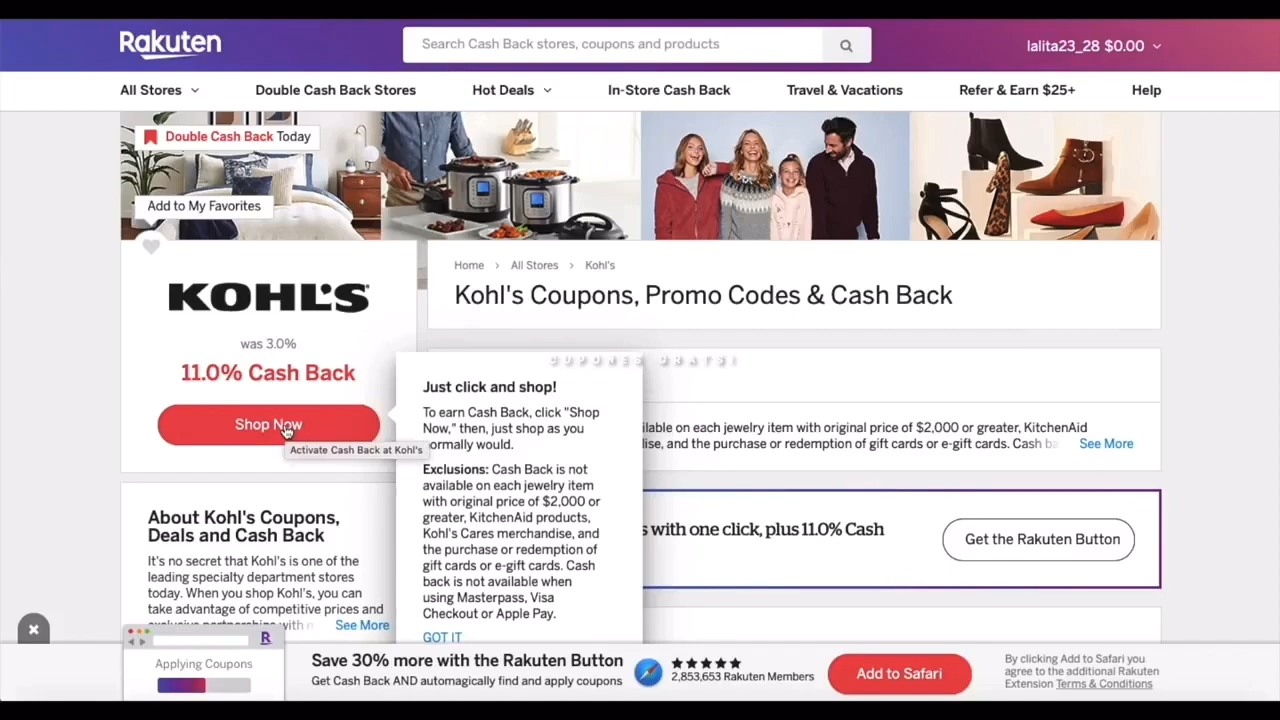 Rakuten
Search Cash Back stores, coupons and products
lalita23_28 $0.00
All Stores
Double Cash Back Stores
Hot Deals
In-Store Cash Back
Travel & Vacations
Refer & Earn $25+
Help
Double Cash Back Today
Add to My Favorites
KOHL'S
was 3.0%
11.0% Cash Back
Shop Now
Activate Cash Back at Kohl's
Home > All Stores > Kohl's
Kohl's Coupons, Promo Codes & Cash Back
CUPONES GRATS!
Just click and shop!
To earn Cash Back, click "Shop
Now," then, just shop as you
normally would.
Exclusions: Cash Back is not
available on each jewelry item
with original price of $2,000 or
greater, KitchenAid products,
Kohl's Cares merchandise, and
the purchase or redemption of
gift cards or e-gift cards. Cash
back is not available when
using Masterpass, Visa
Checkout or Apple Pay.
GOT IT
ilable on each jewelry item with original price of $2,000 or greater, KitchenAid
lise, and the purchase or redemption of gift cards or e-gift cards. Cash ba
See More
s with one click, plus 11.0% Cash
Get the Rakuten Button
About Kohl's Coupons,
Deals and Cash Back
It's no secret that Kohl's is one of the
leading specialty department stores
today. When you shop Kohl's, you can
take advantage of competitive prices and
exclusive partnerships with
See More
R
Applying Coupons
Save 30% more with the Rakuten Button
Get Cash Back AND automagically find and apply coupons
2,853,653 Rakuten Members
Add to Safari
By clicking Add to Safari you
agree to the additional Rakuten
Extension Terms & Conditions